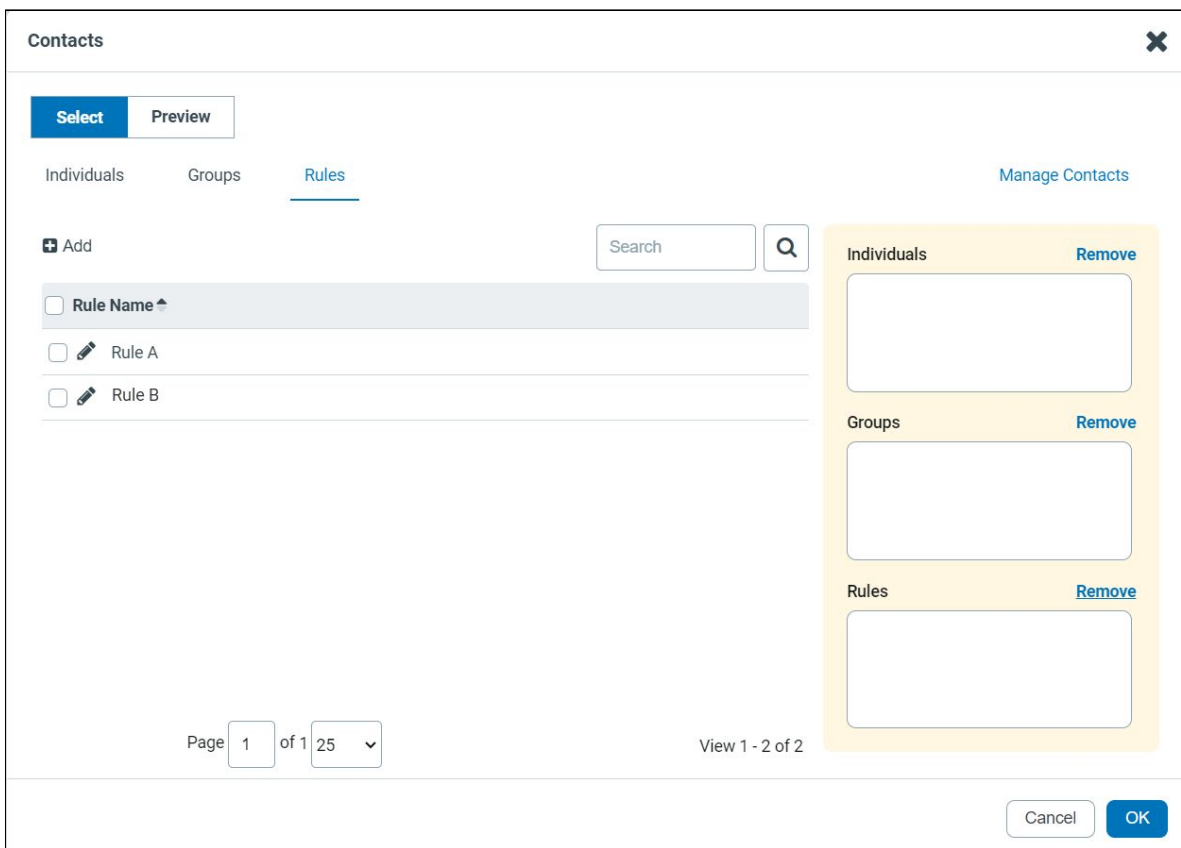 Contacts
Select Preview
Individuals Groups Rules Manage Contacts
Add Search
Individuals Remove
Rule Name
Rule A
Rule B
Groups Remove
Rules Remove
Page 1 of 1 25 View 1 - 2 of 2
Cancel OK